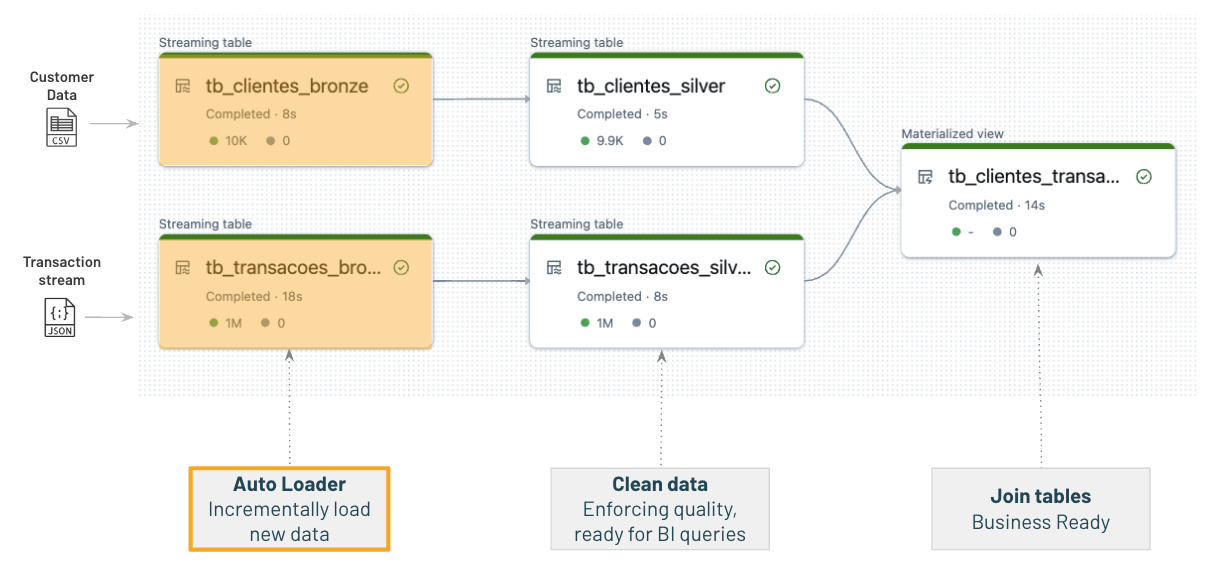 Streaming table
Streaming table
Customer
Data
CSV
tb_clientes_bronze
Completed · 8s
10K
0
tb_clientes_silver
Completed · 5s
9.9K
0
Materialized view
tb_clientes_transa...
Completed · 14s
-
0
Streaming table
Streaming table
Transaction
stream
{;}
JSON
tb_transacoes_bro...
Completed · 18s
1M
0
tb_transacoes_silv...
Completed · 8s
1M
0
Auto Loader
Incrementally load
new data
Clean data
Enforcing quality,
ready for BI queries
Join tables
Business Ready